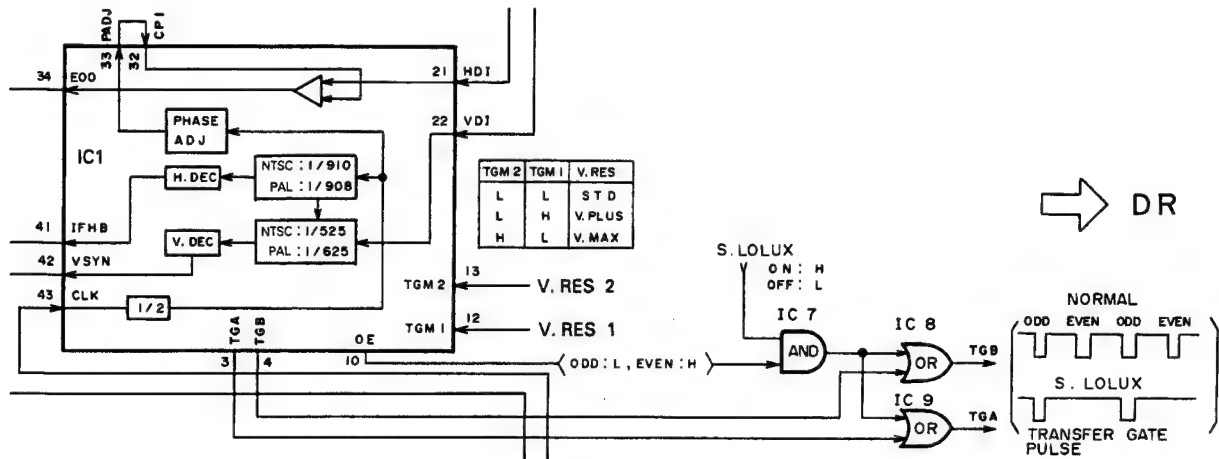 33 PADJ
32 CPI
34 EOO
21 HDI
22 VDI
PHASE
ADJ
IC1
NTSC : 1/910
PAL : 1/908
H. DEC
NTSC : 1/525
PAL : 1/625
V. DEC
41 IFHB
42 VSYN
43 CLK
1/2
TGM 2 13
V. RES 2
TGM 1 12
V. RES 1
TGA
TGB
OE
3
4
10
TGM 2 TGM 1 V. RES
L L STD
L H V. PLUS
H L V. MAX
DR
S. LOLUX
ON : H
OFF : L
IC 7
AND
ODD : L , EVEN : H
IC 8
OR
TGB
IC 9
OR
TGA
NORMAL
ODD EVEN ODD EVEN
S. LOLUX
TRANSFER GATE
PULSE